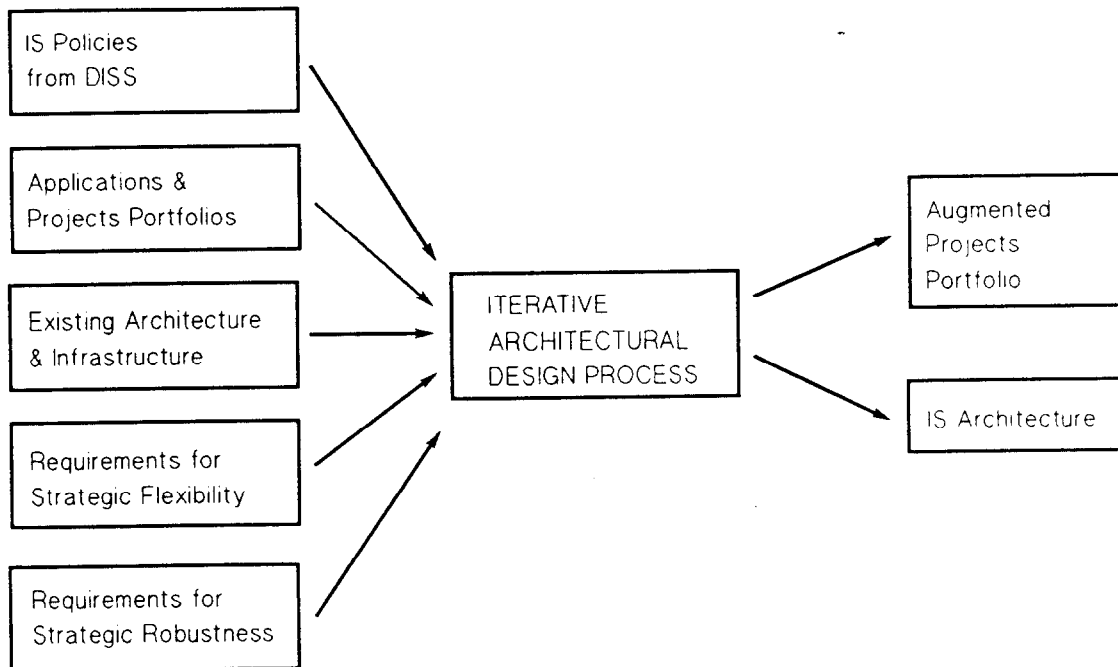 IS Policies
from DISS
Applications &
Projects Portfolios
Existing Architecture
& Infrastructure
Requirements for
Strategic Flexibility
Requirements for
Strategic Robustness
ITERATIVE
ARCHITECTURAL
DESIGN PROCESS
Augmented
Projects
Portfolio
IS Architecture